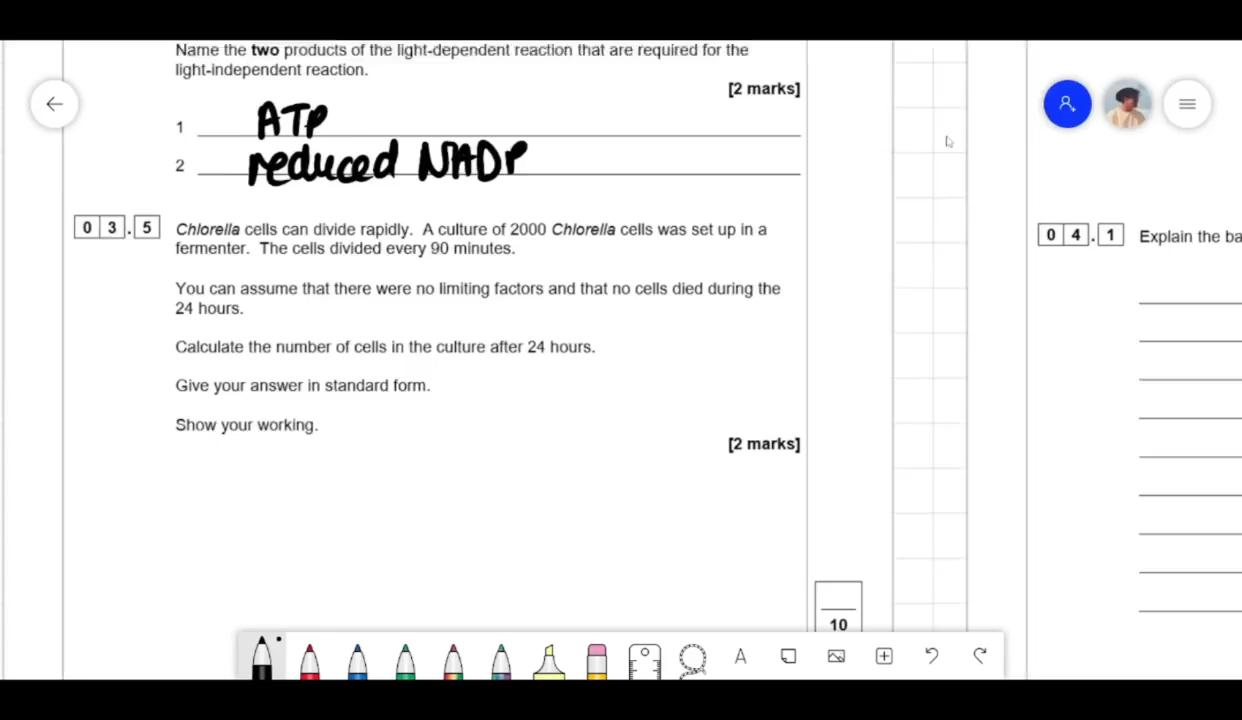 Name the two products of the light-dependent reaction that are required for the
light-independent reaction.
[2 marks]
1 ATP
2 reduced NADP
03.5 Chlorella cells can divide rapidly. A culture of 2000 Chlorella cells was set up in a
fermenter. The cells divided every 90 minutes.
You can assume that there were no limiting factors and that no cells died during the
24 hours.
Calculate the number of cells in the culture after 24 hours.
Give your answer in standard form.
Show your working.
[2 marks]
10
04.1 Explain the ba
A